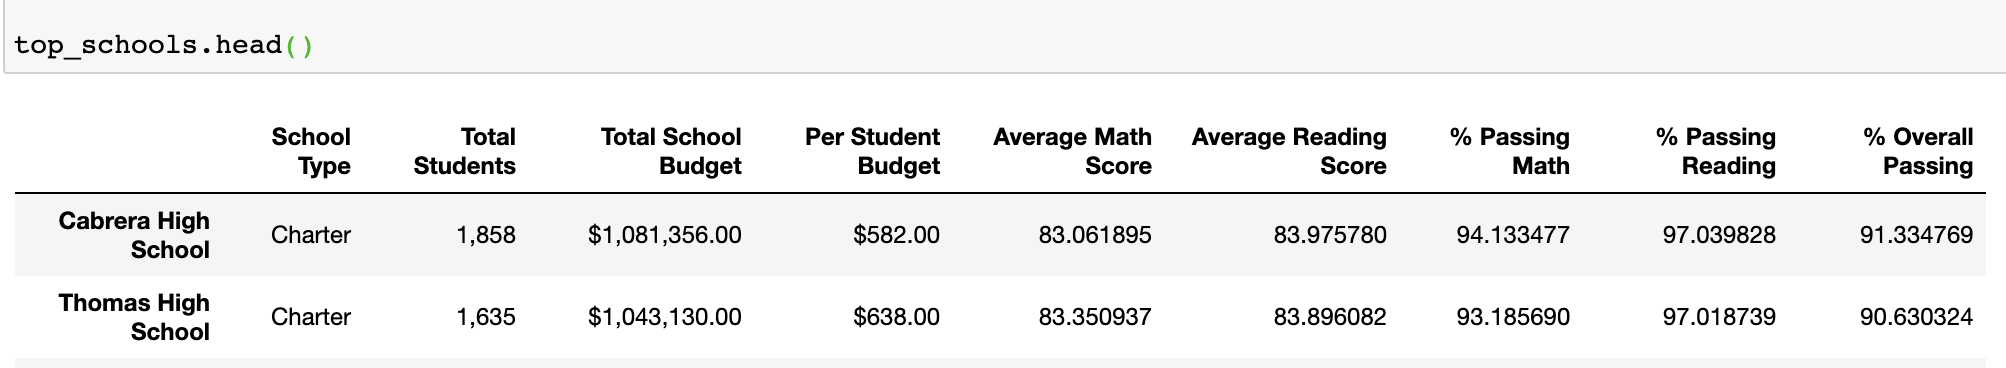 top_schools.head()
School Type Total Students Total School Budget Per Student Budget Average Math Score Average Reading Score % Passing Math % Passing Reading % Overall Passing
Cabrera High School Charter 1,858 $1,081,356.00 $582.00 83.061895 83.975780 94.133477 97.039828 91.334769
Thomas High School Charter 1,635 $1,043,130.00 $638.00 83.350937 83.896082 93.185690 97.018739 90.630324